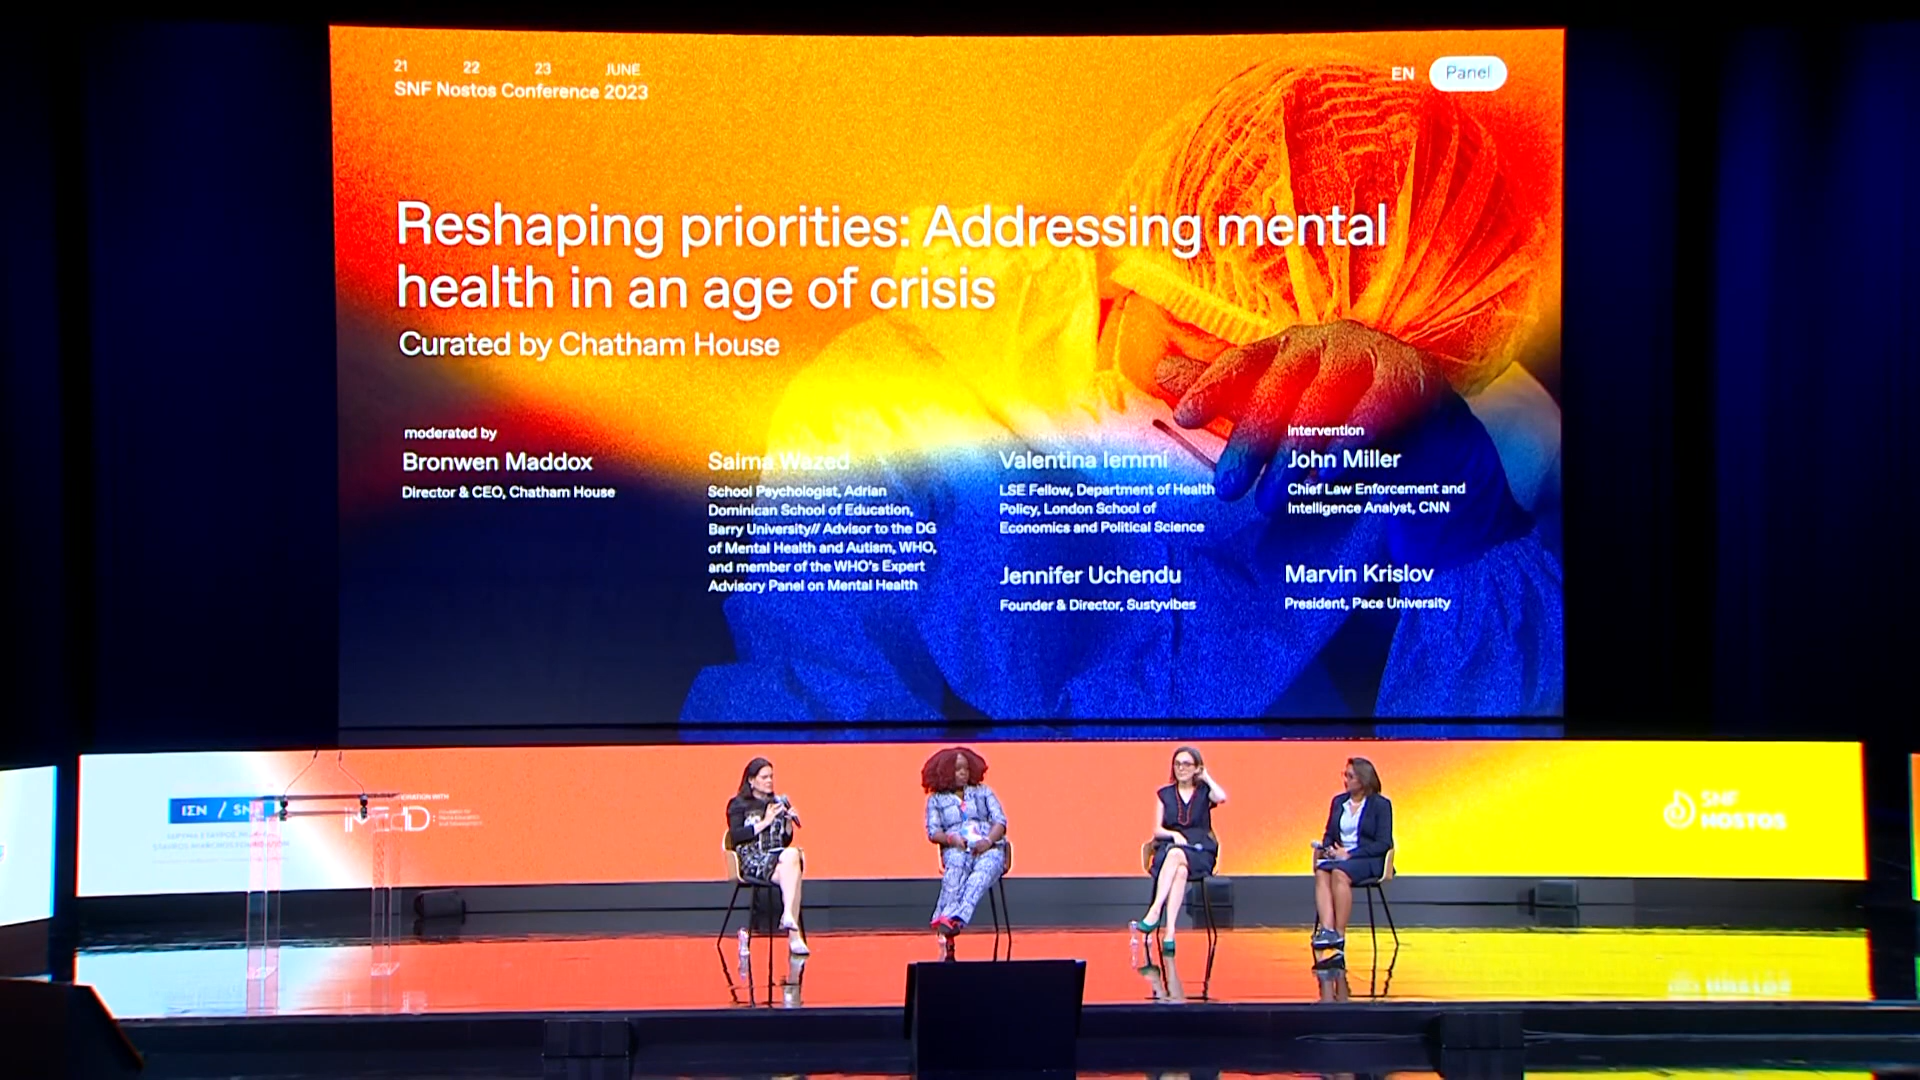 21 22 23 JUNE
SNF Nostos Conference 2023
EN Panel
Reshaping priorities: Addressing mental
health in an age of crisis
Curated by Chatham House
moderated by
Bronwen Maddox
Director & CEO, Chatham House
Saima Wazed
School Psychologist, Adrian
Dominican School of Education,
Barry University// Advisor to the DG
of Mental Health and Autism, WHO,
and member of the WHO's Expert
Advisory Panel on Mental Health
Valentina Iemmi
LSE Fellow, Department of Health
Policy, London School of
Economics and Political Science
Jennifer Uchendu
Founder & Director, Sustyvibes
Intervention
John Miller
Chief Law Enforcement and
Intelligence Analyst, CNN
Marvin Krislov
President, Pace University
ΙΣΝ / SNF
SNF
NOSTOS